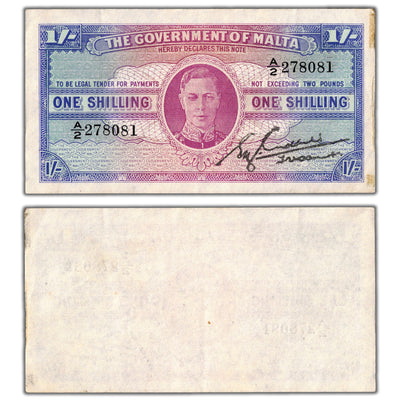 1/- THE GOVERNMENT OF MALTA 1/-
HEREBY DECLARES THIS NOTE
A/2 278081
TO BE LEGAL TENDER FOR PAYMENTS NOT EXCEEDING TWO POUNDS
ONE SHILLING ONE SHILLING
A/2 278081
1/- 1/-